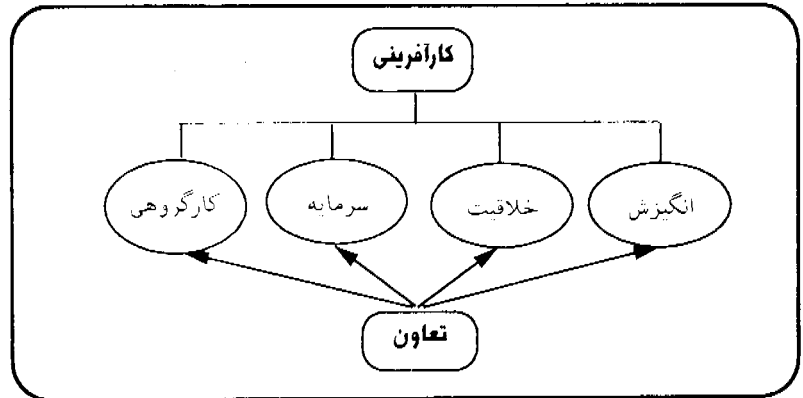 کارآفرینی
انگیزش
خلاقیت
سرمایه
کارگروهی
تعاون